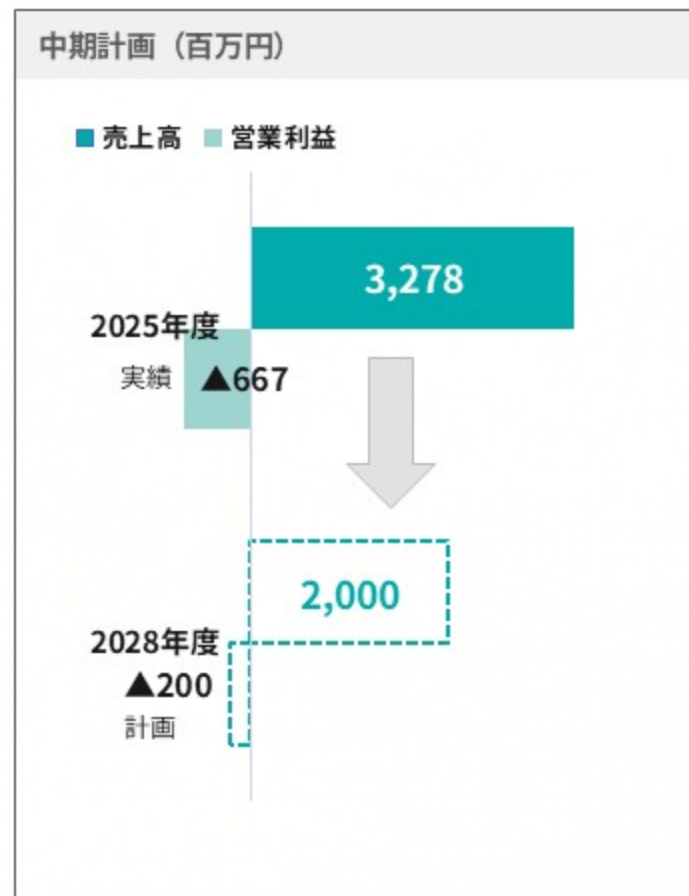 中期計画（百万円）
売上高 営業利益
3,278
2025年度
実績 ▲667
2,000
2028年度
▲200
計画